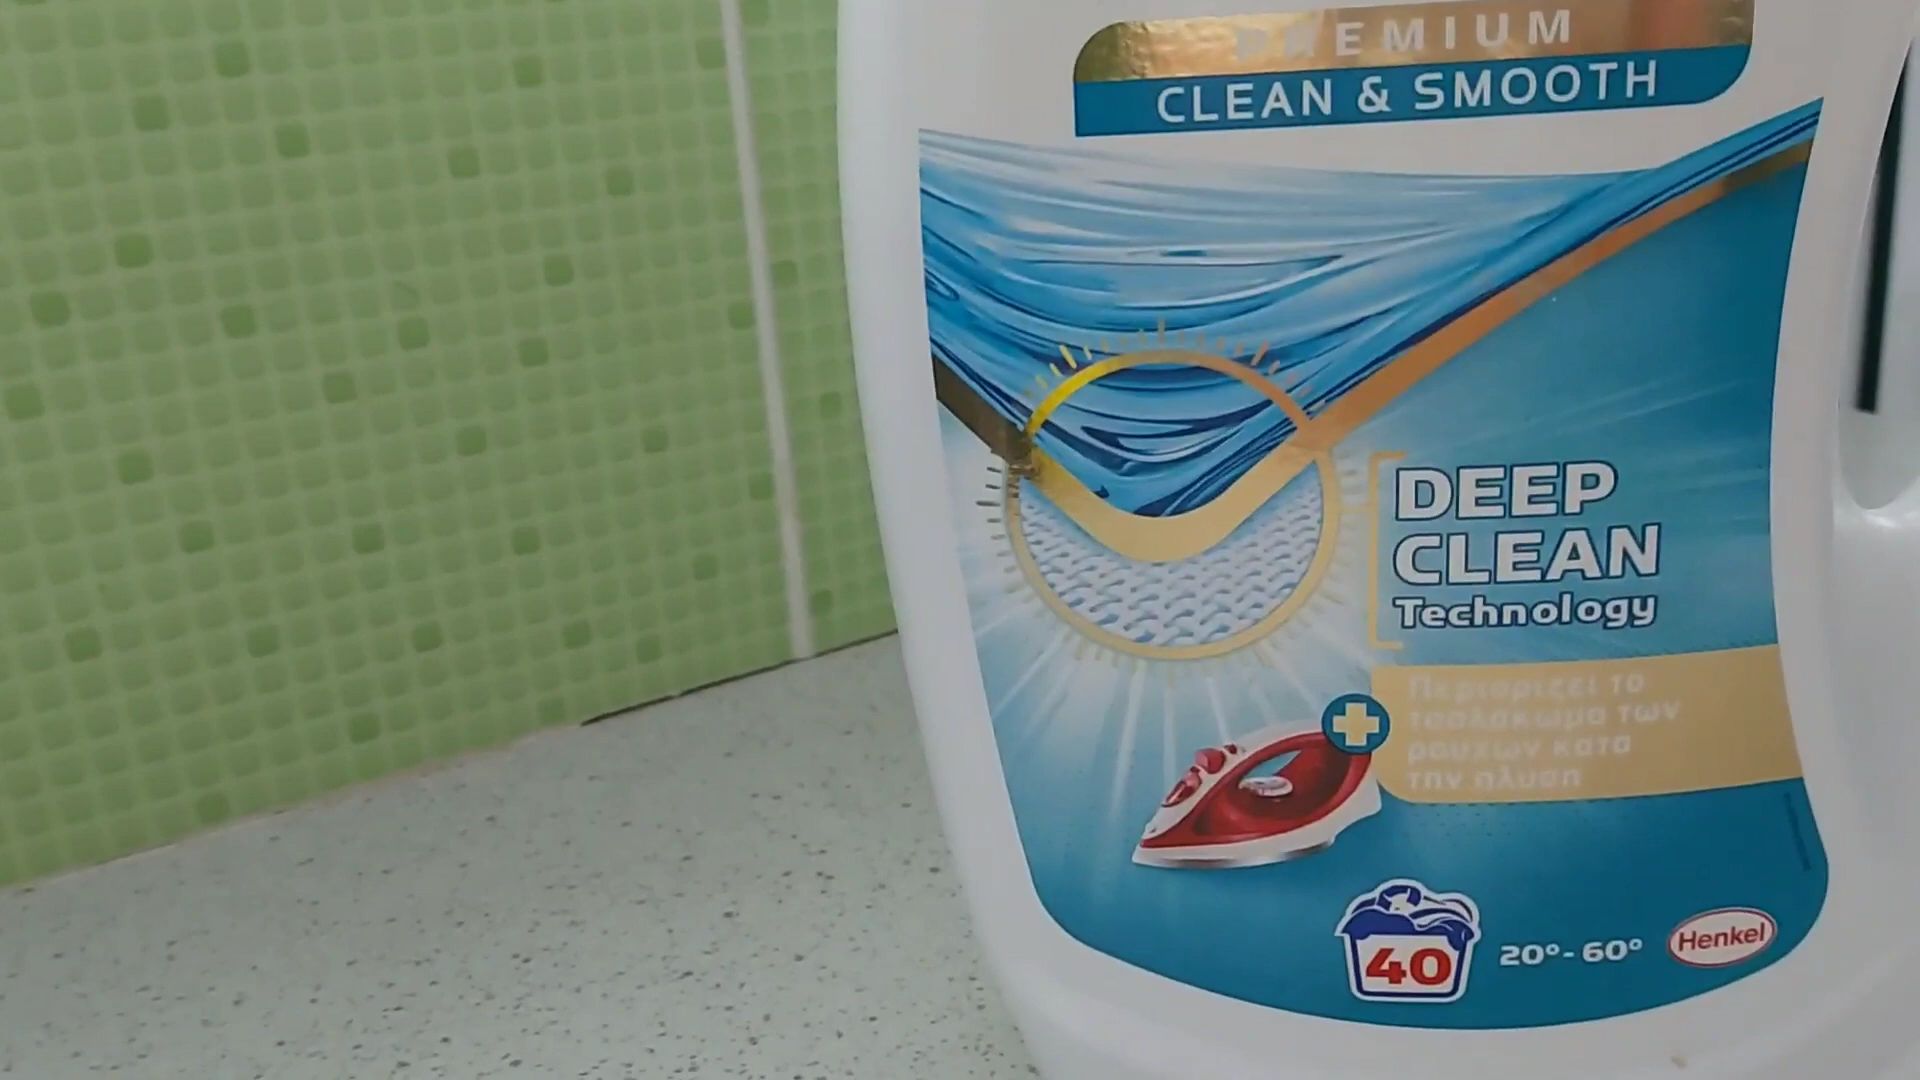 PREMIUM
CLEAN & SMOOTH
DEEP
CLEAN
Technology
Περιορίζει το
τσαλάκωμα των
ρούχων κατά
την πλύση
40
20°-60°
Henkel